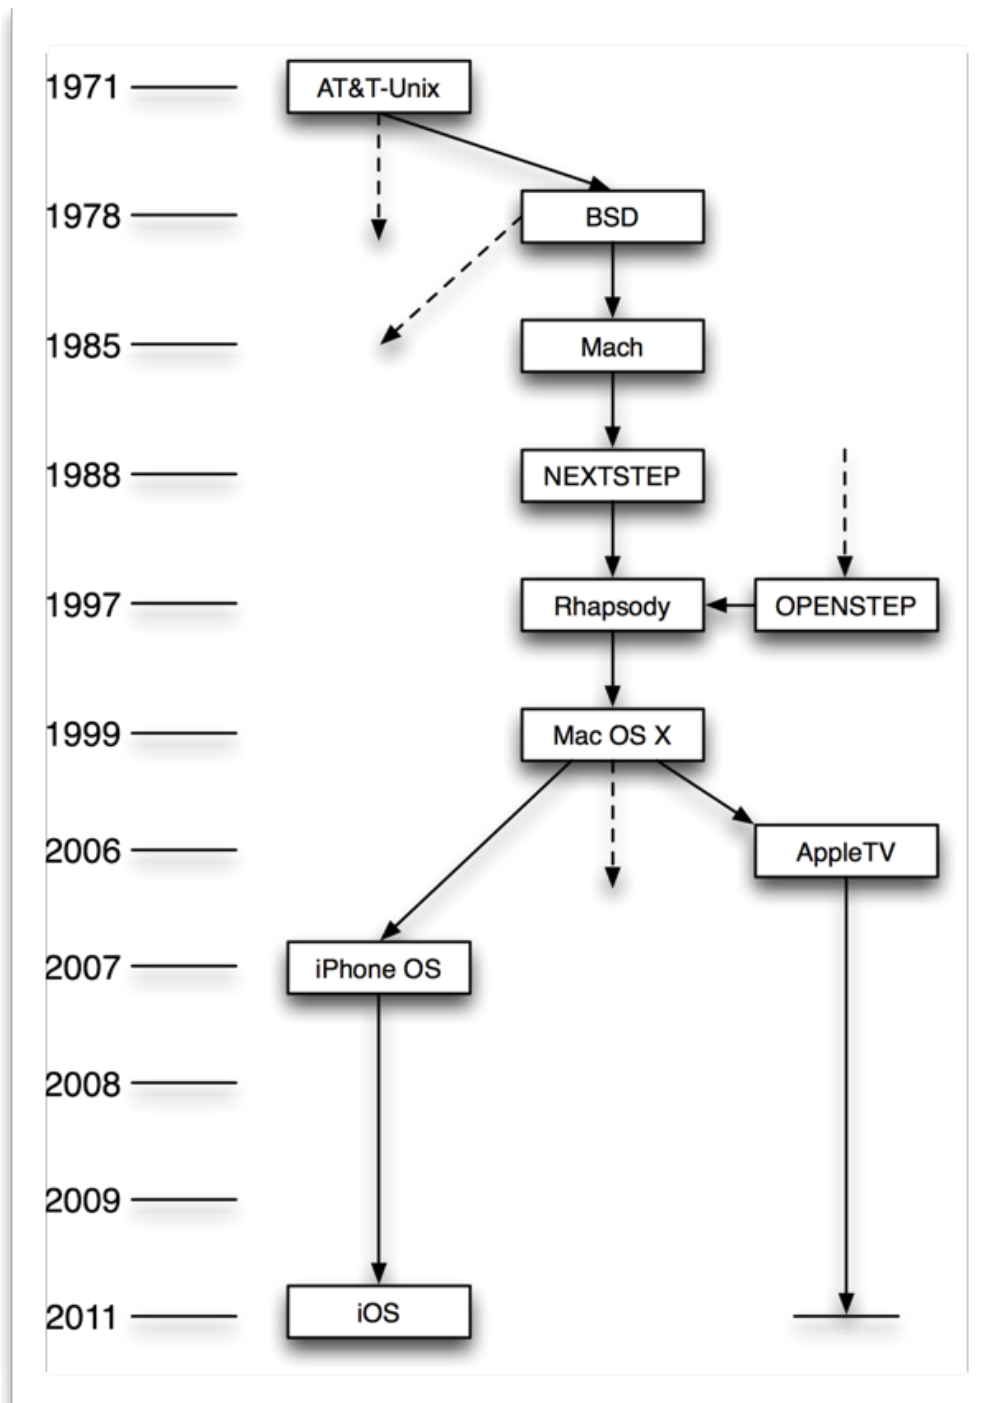 1971
AT&T-Unix
1978
BSD
1985
Mach
1988
NEXTSTEP
1997
Rhapsody
OPENSTEP
1999
Mac OS X
2006
AppleTV
2007
iPhone OS
2008
2009
2011
iOS